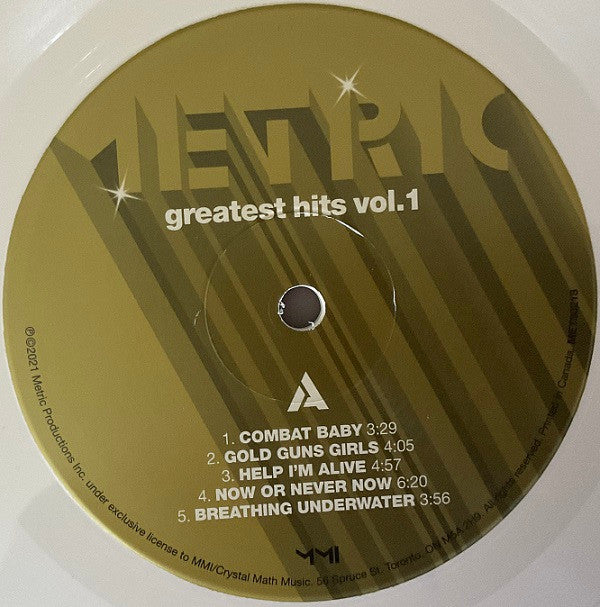 METRIC
greatest hits vol.1
A
1. COMBAT BABY 3:29
2. GOLD GUNS GIRLS 4:05
3. HELP I'M ALIVE 4:57
4. NOW OR NEVER NOW 6:20
5. BREATHING UNDERWATER 3:56
MMI
℗©2021 Metric Productions Inc. under exclusive license to MMI/Crystal Math Music. 56 Spruce St. Toronto, ON M5A 2H9. All rights reserved. Printed in Canada.